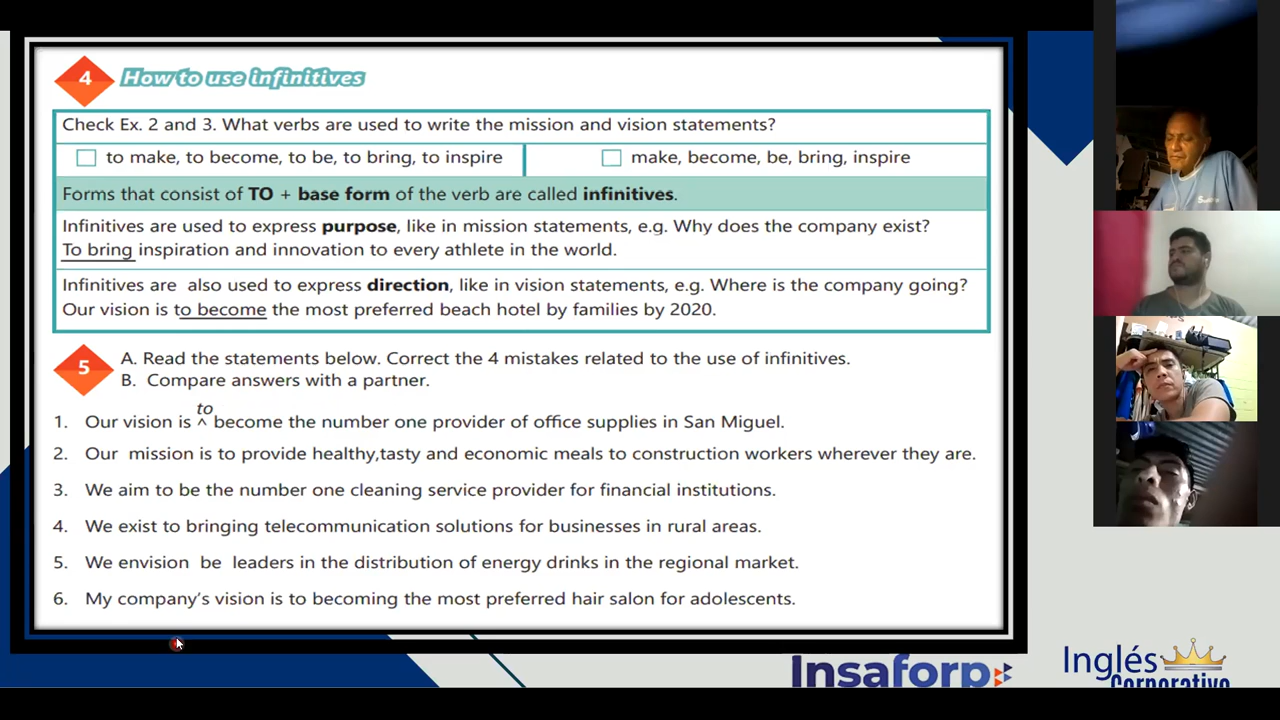 4 How to use infinitives
Check Ex. 2 and 3. What verbs are used to write the mission and vision statements?
to make, to become, to be, to bring, to inspire
make, become, be, bring, inspire
Forms that consist of TO + base form of the verb are called infinitives.
Infinitives are used to express purpose, like in mission statements, e.g. Why does the company exist?
To bring inspiration and innovation to every athlete in the world.
Infinitives are also used to express direction, like in vision statements, e.g. Where is the company going?
Our vision is to become the most preferred beach hotel by families by 2020.
5 A. Read the statements below. Correct the 4 mistakes related to the use of infinitives.
B. Compare answers with a partner.
to
1. Our vision is ^ become the number one provider of office supplies in San Miguel.
2. Our mission is to provide healthy,tasty and economic meals to construction workers wherever they are.
3. We aim to be the number one cleaning service provider for financial institutions.
4. We exist to bringing telecommunication solutions for businesses in rural areas.
5. We envision be leaders in the distribution of energy drinks in the regional market.
6. My company's vision is to becoming the most preferred hair salon for adolescents.
Insaforp
Inglés
Corporativo